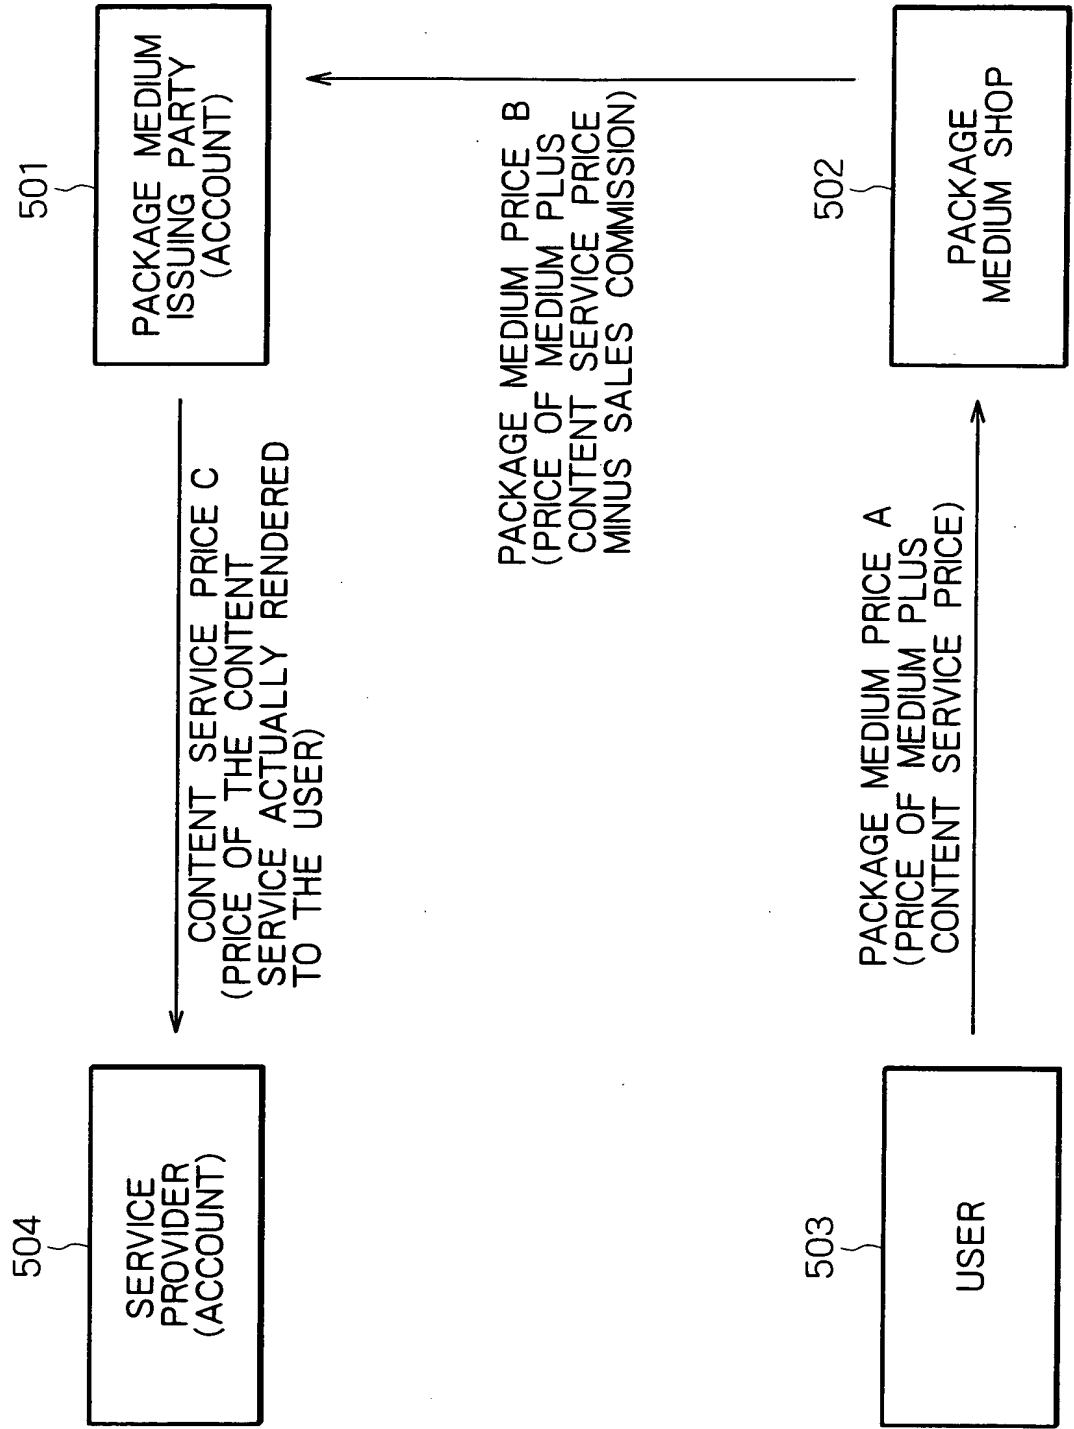 504
SERVICE
PROVIDER
(ACCOUNT)
CONTENT SERVICE PRICE C
(PRICE OF THE CONTENT
SERVICE ACTUALLY RENDERED
TO THE USER)
501
PACKAGE MEDIUM
ISSUING PARTY
(ACCOUNT)
PACKAGE MEDIUM PRICE B
(PRICE OF MEDIUM PLUS
CONTENT SERVICE PRICE
MINUS SALES COMMISSION)
503
USER
PACKAGE MEDIUM PRICE A
(PRICE OF MEDIUM PLUS
CONTENT SERVICE PRICE)
502
PACKAGE
MEDIUM SHOP